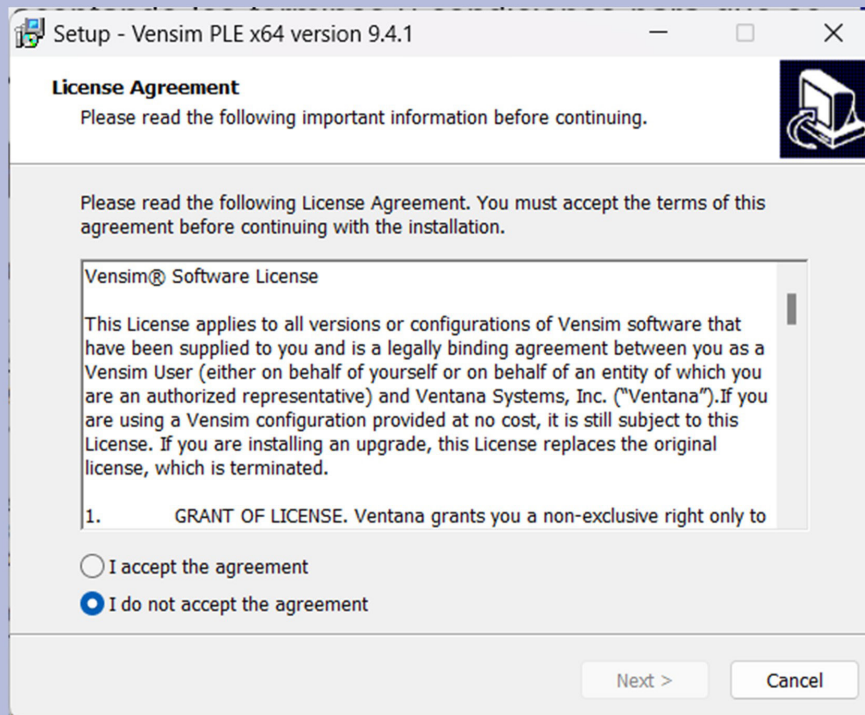 Setup - Vensim PLE x64 version 9.4.1
License Agreement
Please read the following important information before continuing.
Please read the following License Agreement. You must accept the terms of this
agreement before continuing with the installation.
Vensim® Software License
This License applies to all versions or configurations of Vensim software that
have been supplied to you and is a legally binding agreement between you as a
Vensim User (either on behalf of yourself or on behalf of an entity of which you
are an authorized representative) and Ventana Systems, Inc. (“Ventana”).If you
are using a Vensim configuration provided at no cost, it is still subject to this
License. If you are installing an upgrade, this License replaces the original
license, which is terminated.
1. GRANT OF LICENSE. Ventana grants you a non-exclusive right only to
I accept the agreement
I do not accept the agreement
Next >
Cancel